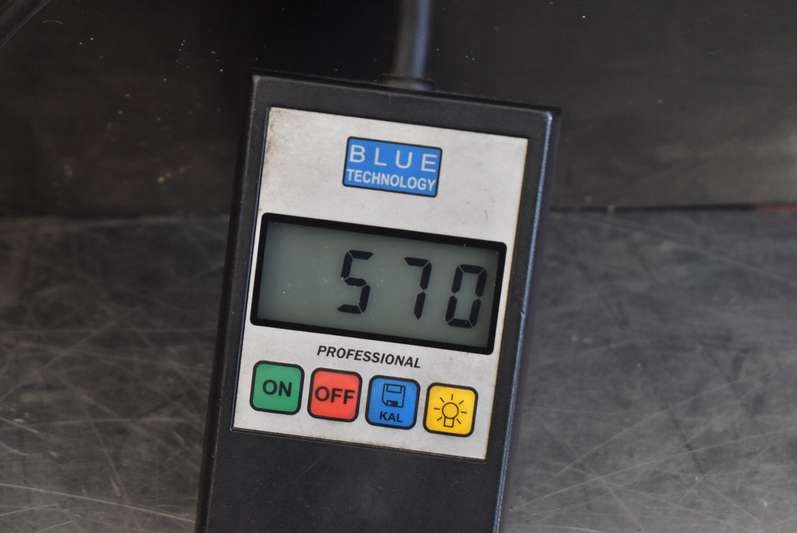 BLUE
TECHNOLOGY
570
PROFESSIONAL
ON OFF KAL